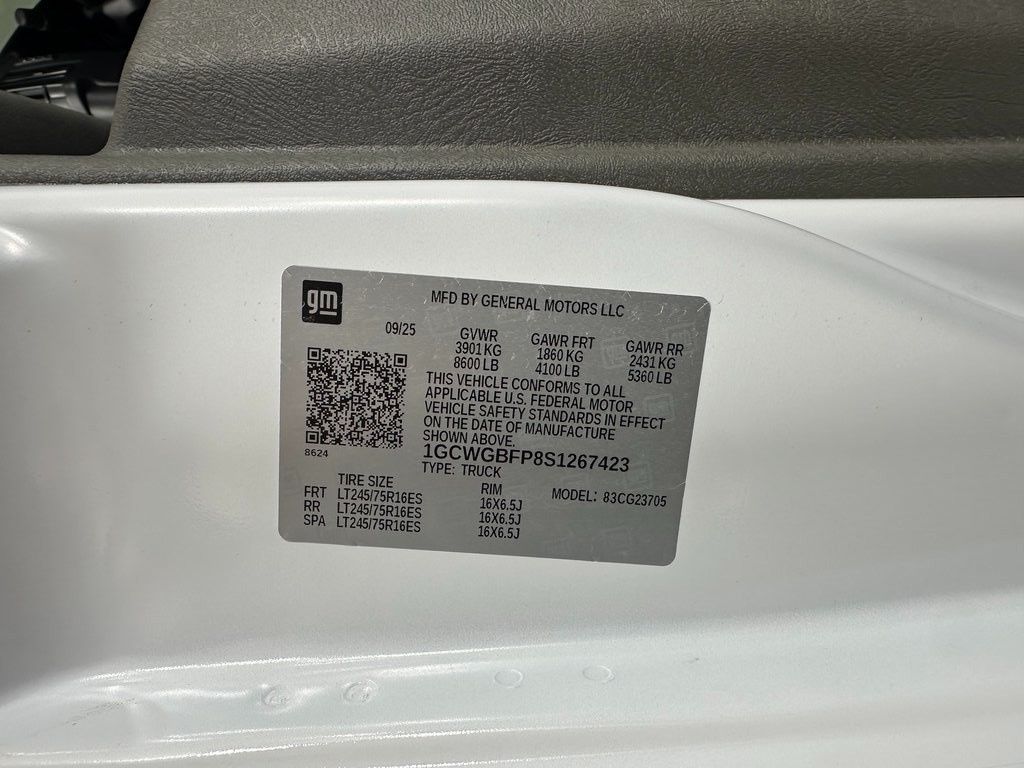 gm
MFD BY GENERAL MOTORS LLC
09/25
GVWR GAWR FRT GAWR RR
3901 KG 1860 KG 2431 KG
8600 LB 4100 LB 5360 LB
THIS VEHICLE CONFORMS TO ALL
APPLICABLE U.S. FEDERAL MOTOR
VEHICLE SAFETY STANDARDS IN EFFECT
ON THE DATE OF MANUFACTURE
SHOWN ABOVE.
8624
1GCWGBFP8S1267423
TYPE: TRUCK
TIRE SIZE RIM MODEL: 83CG23705
FRT LT245/75R16ES 16X6.5J
RR LT245/75R16ES 16X6.5J
SPA LT245/75R16ES 16X6.5J